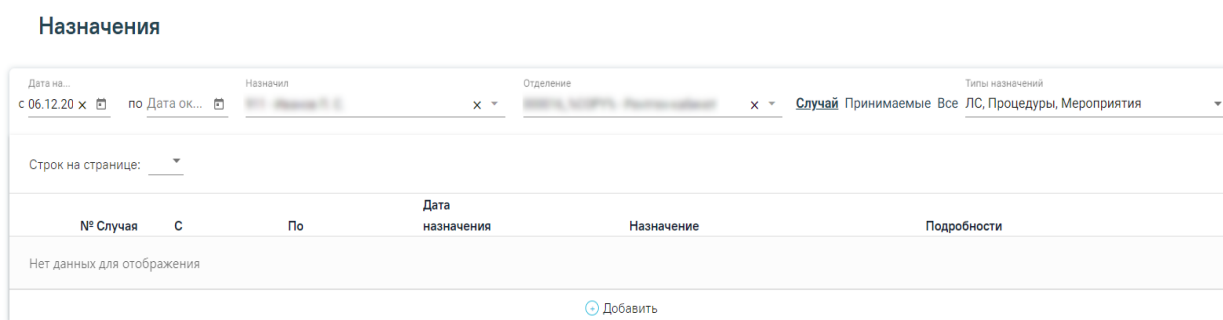 Назначения
Дата на... Назначил Отделение Типы назначений
с 06.12.20 по Дата ок... Случай Принимаемые Все ЛС, Процедуры, Мероприятия
Строк на странице:
№ Случая С По Дата назначения Назначение Подробности
Нет данных для отображения
Добавить